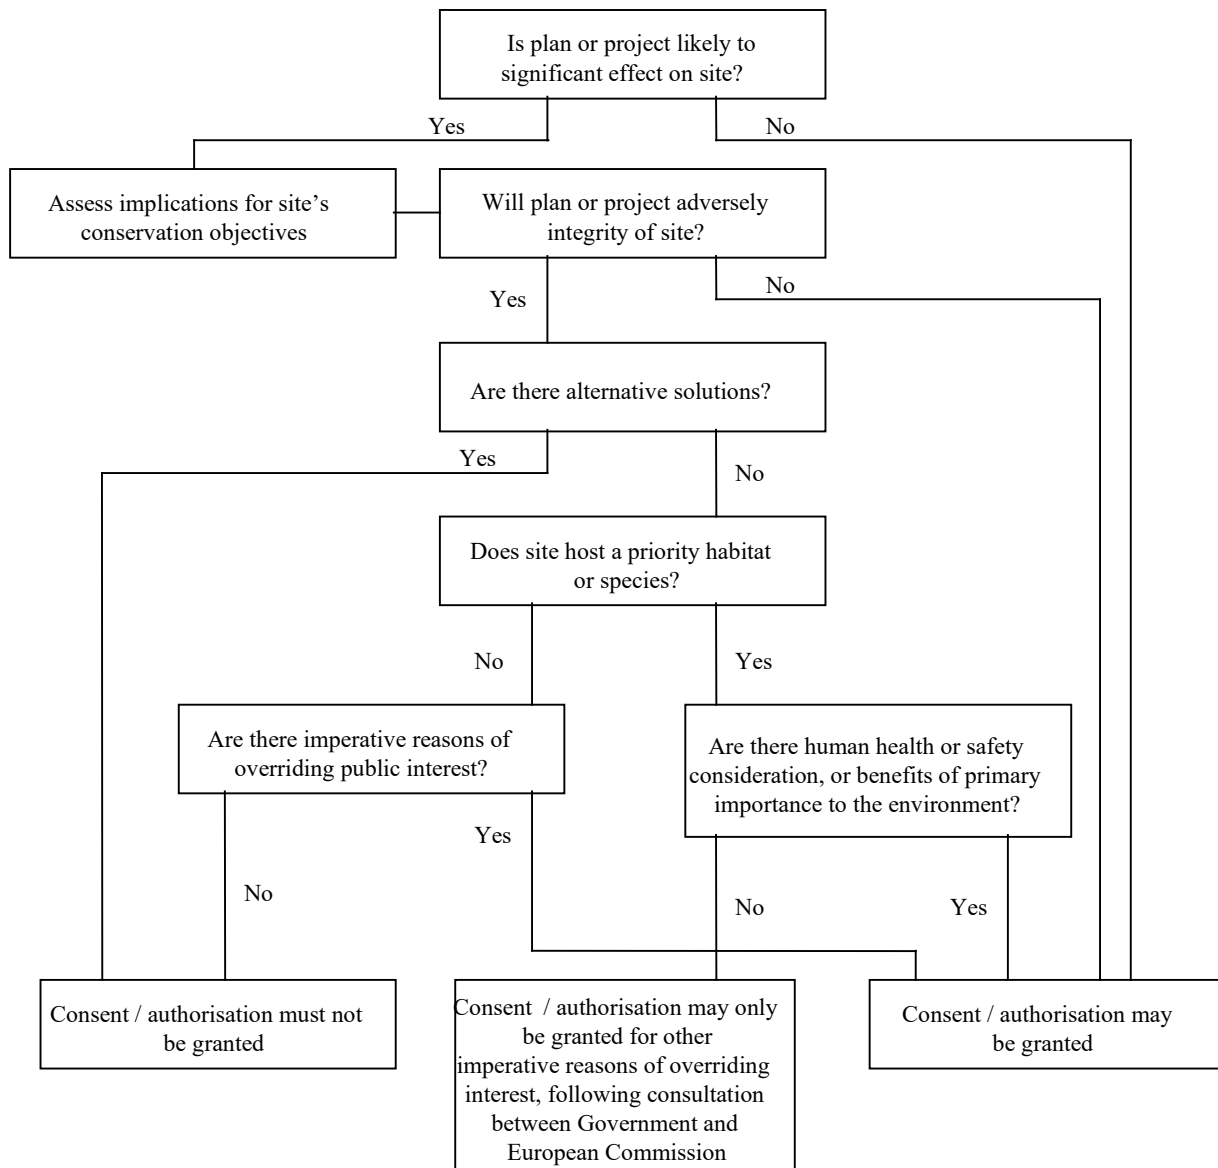 Is plan or project likely to
significant effect on site?
Yes
No
Assess implications for site’s
conservation objectives
Will plan or project adversely
integrity of site?
Yes
No
Are there alternative solutions?
Yes
No
Does site host a priority habitat
or species?
No
Yes
Are there imperative reasons of
overriding public interest?
Are there human health or safety
consideration, or benefits of primary
importance to the environment?
No
Yes
No
Yes
Consent / authorisation must not
be granted
Consent / authorisation may only
be granted for other
imperative reasons of overriding
interest, following consultation
between Government and
European Commission
Consent / authorisation may
be granted